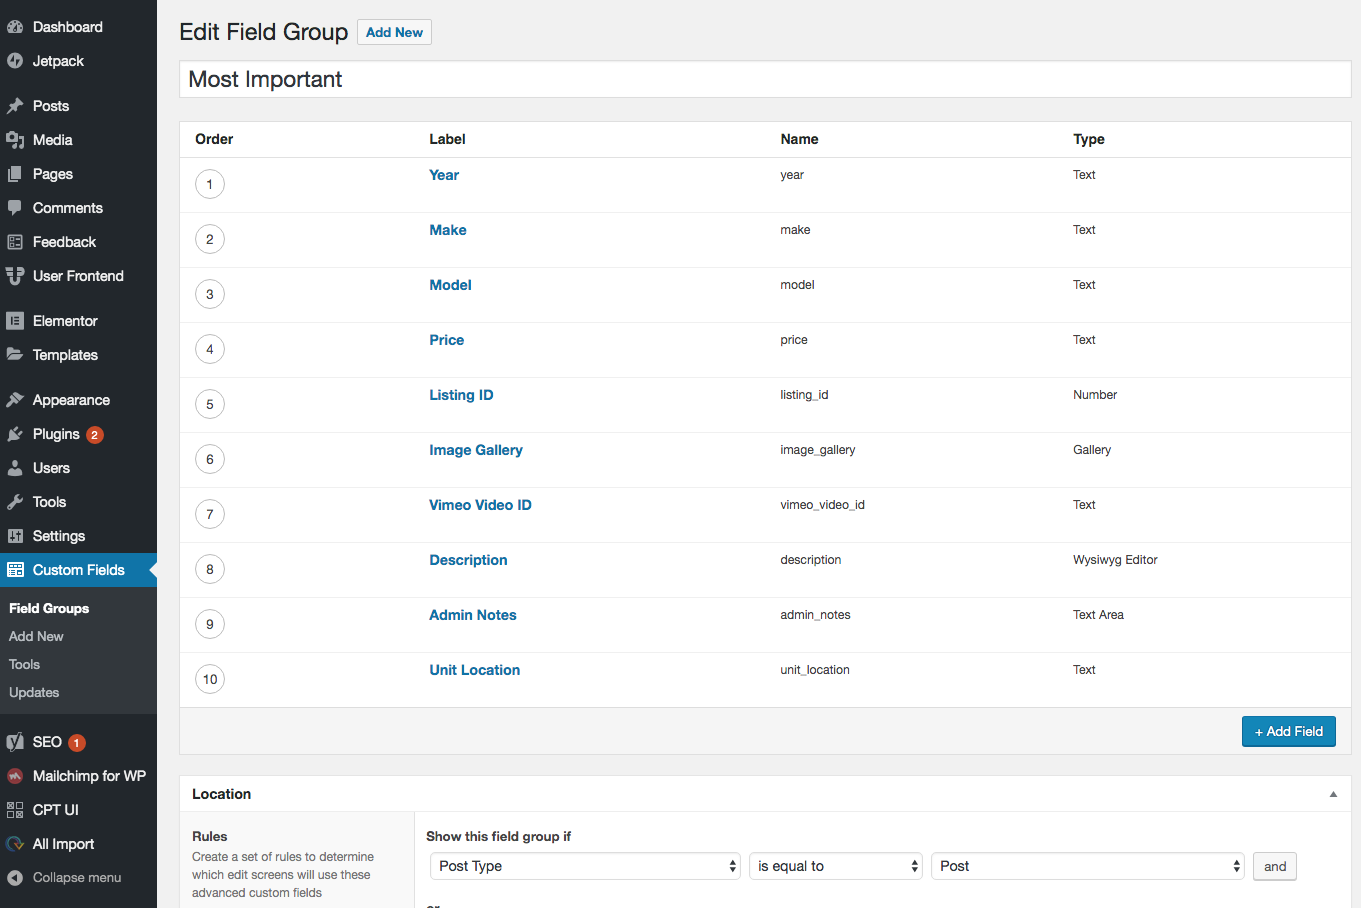 Dashboard
Jetpack
Posts
Media
Pages
Comments
Feedback
User Frontend
Elementor
Templates
Appearance
Plugins 2
Users
Tools
Settings
Custom Fields
Field Groups
Add New
Tools
Updates
SEO 1
Mailchimp for WP
CPT UI
All Import
Collapse menu
Edit Field Group Add New
Most Important
Order Label Name Type
1 Year year Text
2 Make make Text
3 Model model Text
4 Price price Text
5 Listing ID listing_id Number
6 Image Gallery image_gallery Gallery
7 Vimeo Video ID vimeo_video_id Text
8 Description description Wysiwyg Editor
9 Admin Notes admin_notes Text Area
10 Unit Location unit_location Text
+ Add Field
Location
Rules
Create a set of rules to determine
which edit screens will use these
advanced custom fields
Show this field group if
Post Type is equal to Post and